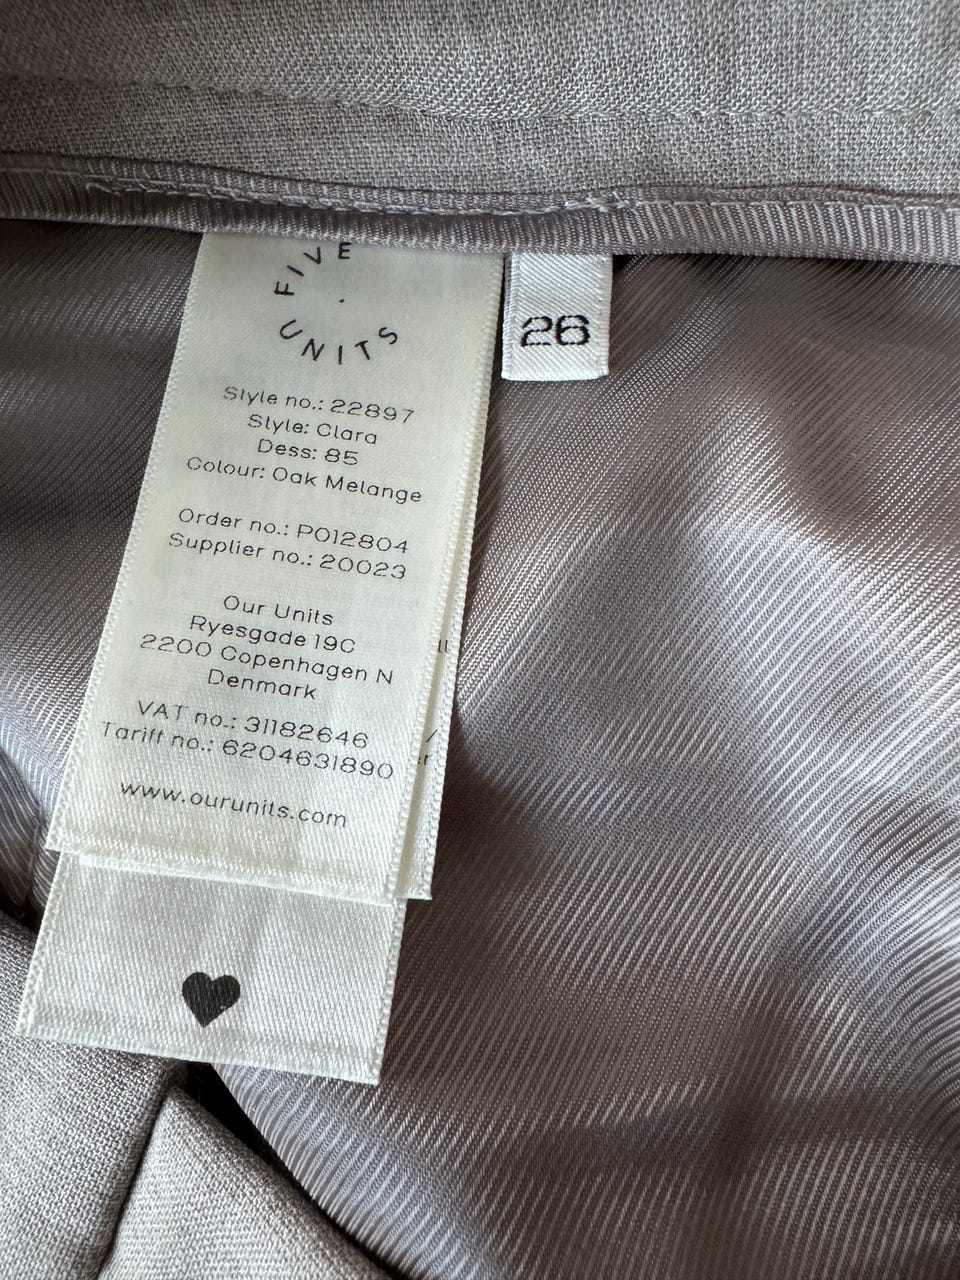 FIVE
UNITS
26
Style no.: 22897
Style: Clara
Dess: 85
Colour: Oak Melange
Order no.: PO12804
Supplier no.: 20023
Our Units
Ryesgade 19C
2200 Copenhagen N
Denmark
VAT no.: 31182646
Tariff no.: 6204631890
www.ourunits.com